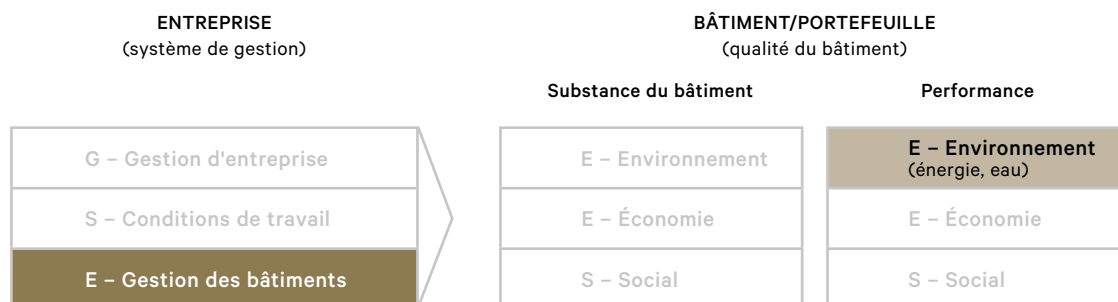 ENTREPRISE
(système de gestion)
BÂTIMENT/PORTEFEUILLE
(qualité du bâtiment)
Substance du bâtiment
Performance
G – Gestion d'entreprise
S – Conditions de travail
E – Gestion des bâtiments
E – Environnement
E – Économie
S – Social
E – Environnement
(énergie, eau)
E – Économie
S – Social